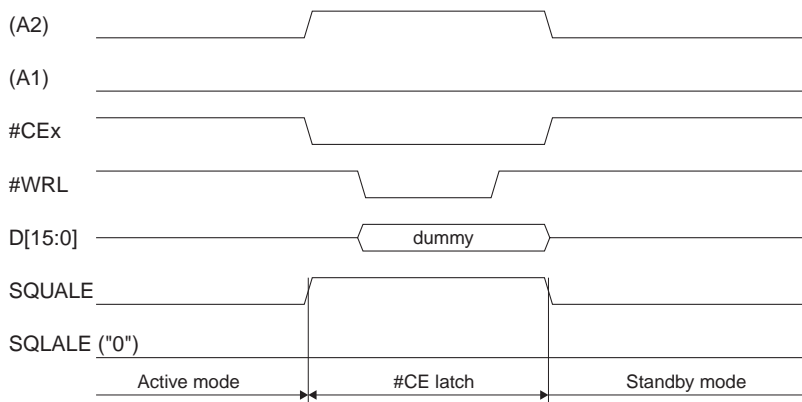 (A2)
(A1)
#CEx
#WRL
D[15:0]
dummy
SQUALE
SQLALE ("0")
Active mode
#CE latch
Standby mode